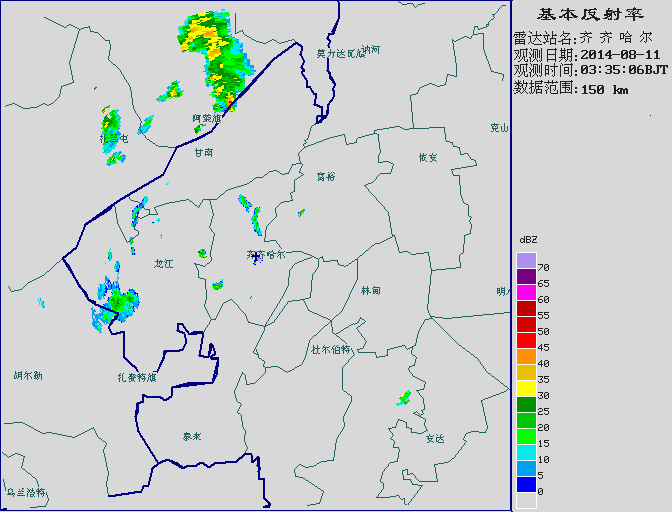 基本反射率
雷达站名:齐 齐 哈 尔
观测日期:2014-08-11
观测时间:03:35:06BJT
数据范围:150 km
莫力达瓦旗
讷河
阿荣旗
克山
扎兰屯
甘南
依安
富裕
齐齐哈尔
龙江
林甸
明
杜尔伯特
胡尔勒
扎赉特旗
泰来
安达
乌兰浩特
dBZ
70
65
60
55
50
45
40
35
30
25
20
15
10
5
0